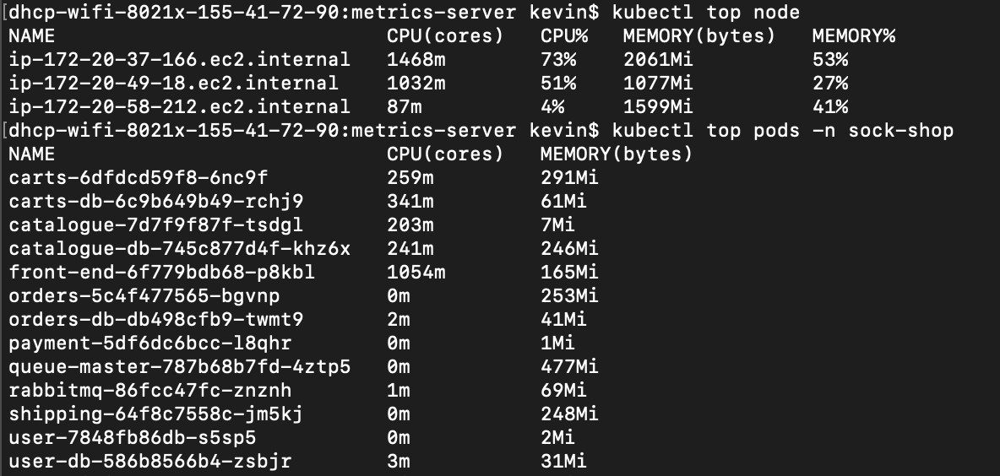 [dhcp-wifi-8021x-155-41-72-90:metrics-server kevin$ kubectl top node
NAME CPU(cores) CPU% MEMORY(bytes) MEMORY%
ip-172-20-37-166.ec2.internal 1468m 73% 2061Mi 53%
ip-172-20-49-18.ec2.internal 1032m 51% 1077Mi 27%
ip-172-20-58-212.ec2.internal 87m 4% 1599Mi 41%
[dhcp-wifi-8021x-155-41-72-90:metrics-server kevin$ kubectl top pods -n sock-shop
NAME CPU(cores) MEMORY(bytes)
carts-6dfdcd59f8-6nc9f 259m 291Mi
carts-db-6c9b649b49-rchj9 341m 61Mi
catalogue-7d7f9f87f-tsdgl 203m 7Mi
catalogue-db-745c877d4f-khz6x 241m 246Mi
front-end-6f779bdb68-p8kbl 1054m 165Mi
orders-5c4f477565-bgvnp 0m 253Mi
orders-db-db498cfb9-twmt9 2m 41Mi
payment-5df6dc6bcc-l8qhr 0m 1Mi
queue-master-787b68b7fd-4ztp5 0m 477Mi
rabbitmq-86fcc47fc-znznh 1m 69Mi
shipping-64f8c7558c-jm5kj 0m 248Mi
user-7848fb86db-s5sp5 0m 2Mi
user-db-586b8566b4-zsbjr 3m 31Mi